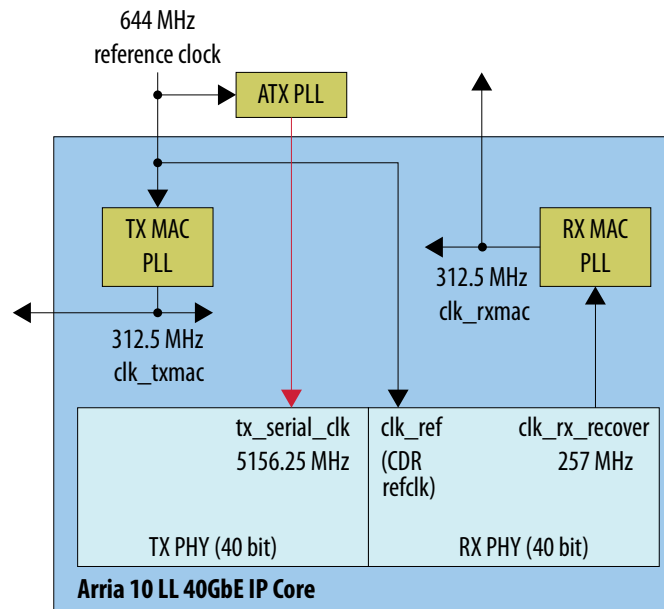 644 MHz
reference clock
ATX PLL
TX MAC
PLL
RX MAC
PLL
312.5 MHz
clk_rxmac
312.5 MHz
clk_txmac
tx_serial_clk
5156.25 MHz
clk_ref
(CDR
refclk)
clk_rx_recover
257 MHz
TX PHY (40 bit)
RX PHY (40 bit)
Arria 10 LL 40GbE IP Core